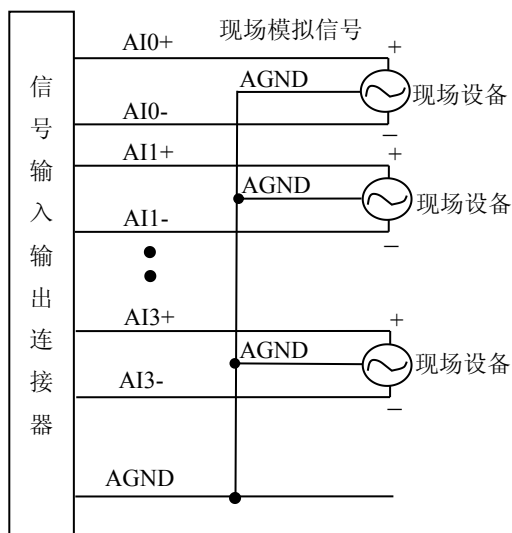 信号输入输出连接器
现场模拟信号
AI0+
+
AGND
现场设备
AI0-
−
AI1+
+
AGND
现场设备
AI1-
−
AI3+
+
AGND
现场设备
AI3-
−
AGND